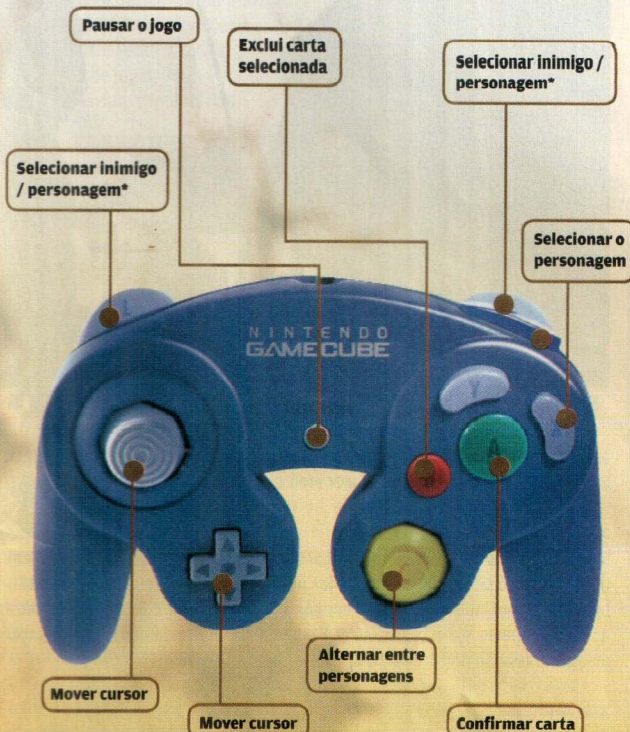 Pausar o jogo
Exclui carta
selecionada
Selecionar inimigo /
personagem*
Selecionar inimigo
/ personagem*
Selecionar o
personagem
L
NINTENDO
GAMECUBE
Y
A
Alternar entre
personagens
Mover cursor
Mover cursor
Confirmar carta